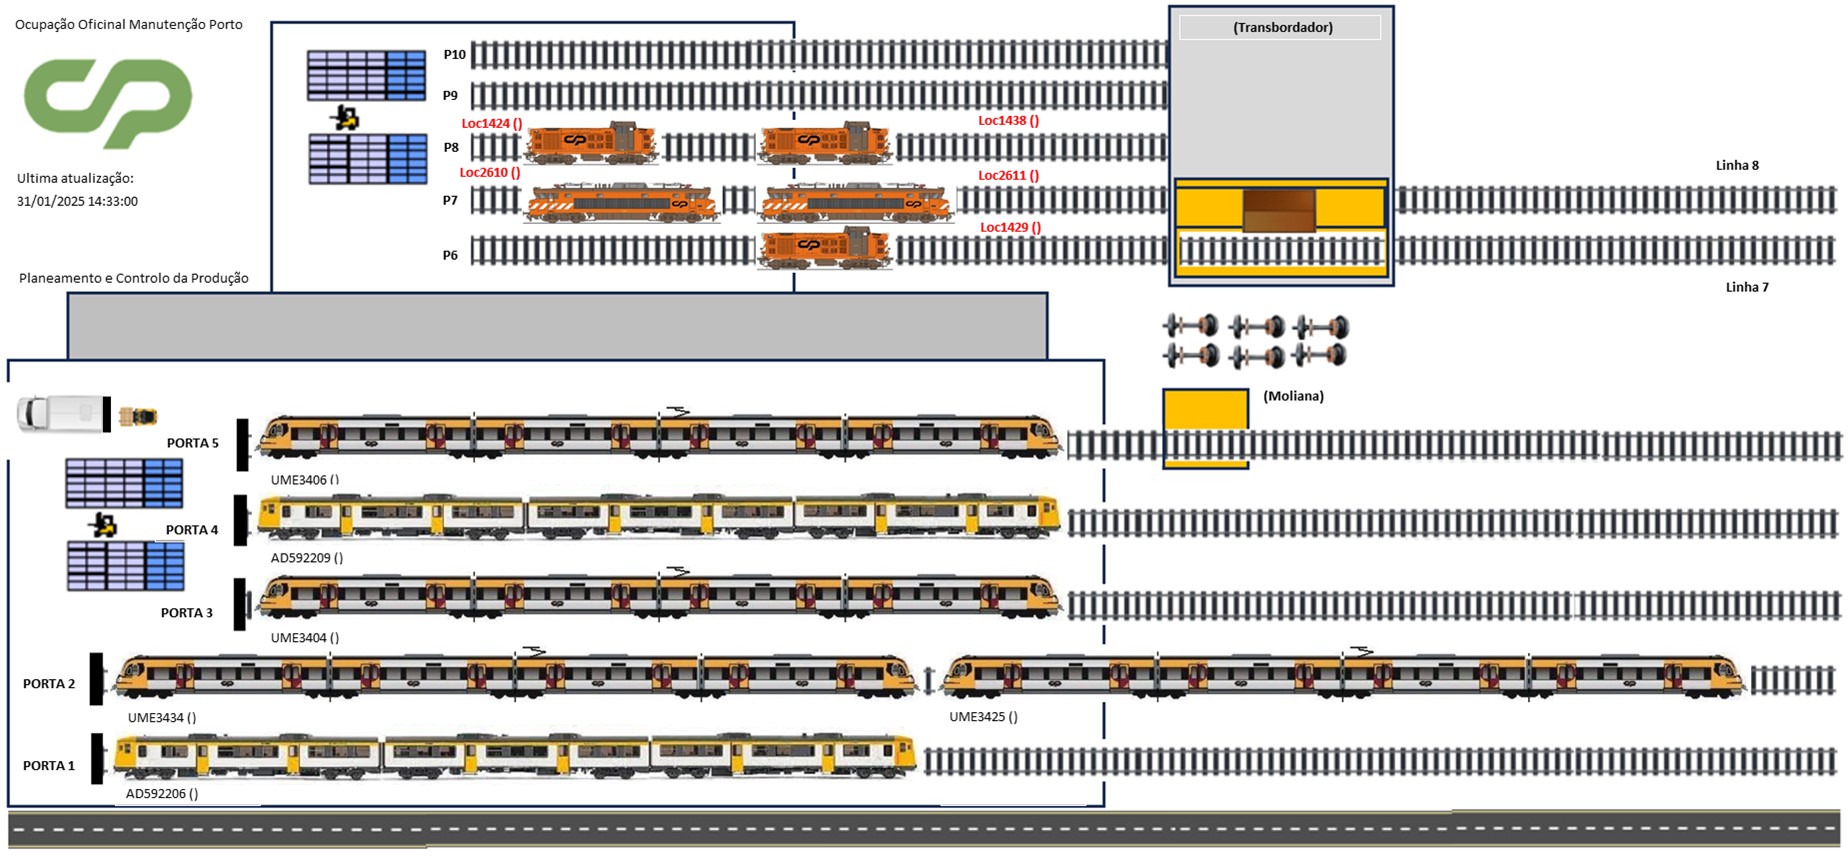 Ocupação Oficinal Manutenção Porto
CP
Ultima atualização:
31/01/2025 14:33:00
Planeamento e Controlo da Produção
(Transbordador)
P10
P9
Loc1424 ()
Loc1438 ()
P8
Loc2610 ()
Loc2611 ()
P7
Loc1429 ()
P6
Linha 8
Linha 7
(Moliana)
PORTA 5
UME3406 ()
PORTA 4
AD592209 ()
PORTA 3
UME3404 ()
PORTA 2
UME3434 ()
UME3425 ()
PORTA 1
AD592206 ()